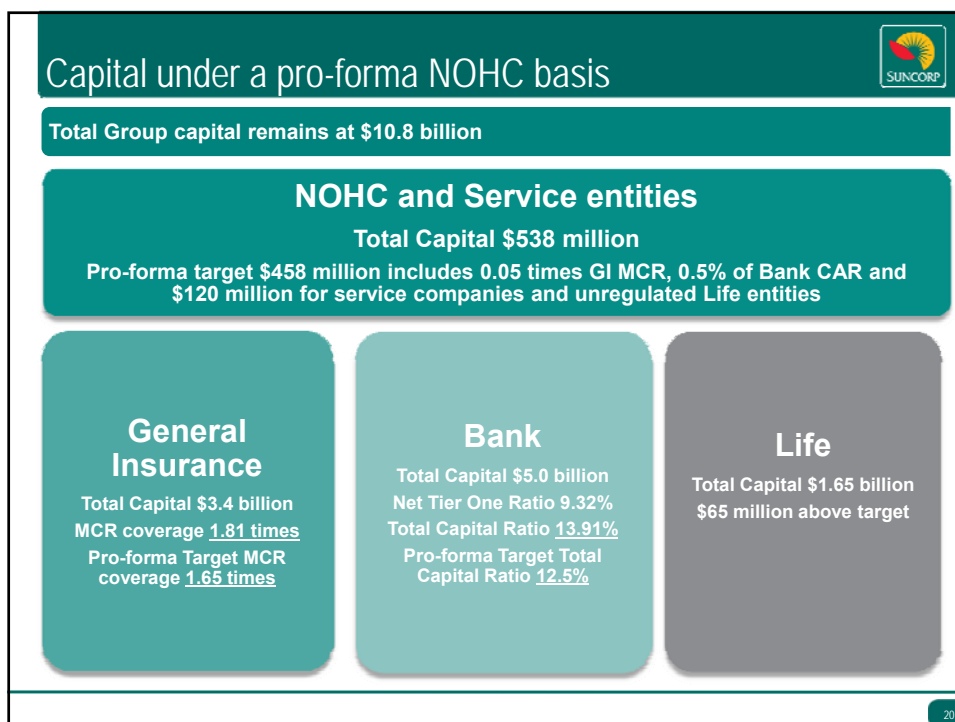 Capital under a pro-forma NOHC basis
SUNCORP
Total Group capital remains at $10.8 billion
NOHC and Service entities
Total Capital $538 million
Pro-forma target $458 million includes 0.05 times GI MCR, 0.5% of Bank CAR and
$120 million for service companies and unregulated Life entities
General
Insurance
Total Capital $3.4 billion
MCR coverage 1.81 times
Pro-forma Target MCR
coverage 1.65 times
Bank
Total Capital $5.0 billion
Net Tier One Ratio 9.32%
Total Capital Ratio 13.91%
Pro-forma Target Total
Capital Ratio 12.5%
Life
Total Capital $1.65 billion
$65 million above target
20